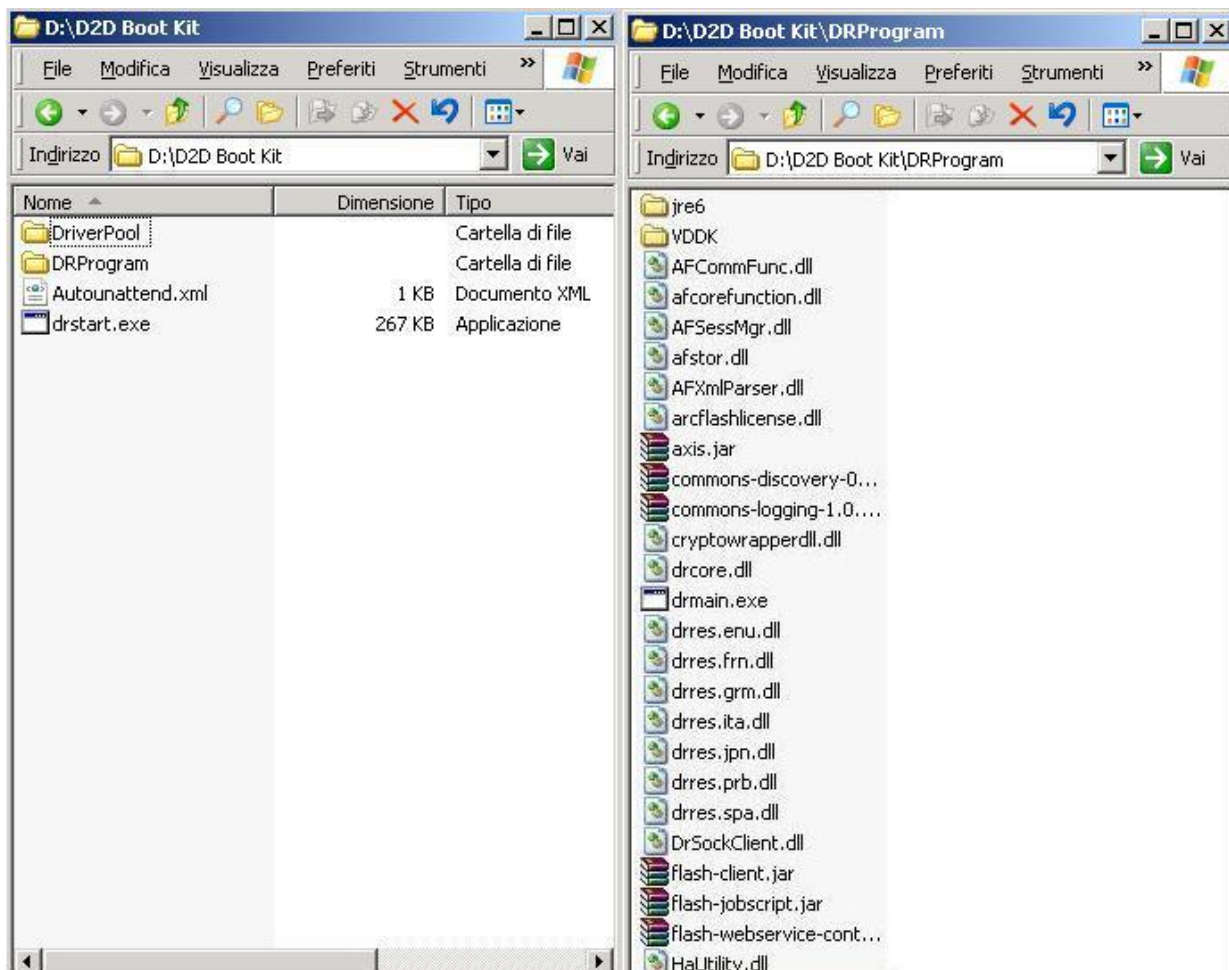 D:\D2D Boot Kit
File Modifica Visualizza Preferiti Strumenti »
Indirizzo D:\D2D Boot Kit Vai
Nome Dimensione Tipo
DriverPool Cartella di file
DRProgram Cartella di file
Autounattend.xml 1 KB Documento XML
drstart.exe 267 KB Applicazione
D:\D2D Boot Kit\DRProgram
File Modifica Visualizza Preferiti Strumenti »
Indirizzo D:\D2D Boot Kit\DRProgram Vai
jre6
VDDK
AFCommFunc.dll
afcorefunction.dll
AFSessMgr.dll
afstor.dll
AFXmlParser.dll
arcflashlicense.dll
axis.jar
commons-discovery-0...
commons-logging-1.0....
cryptowrapperdll.dll
drcore.dll
drmain.exe
drres.enu.dll
drres.frn.dll
drres.grm.dll
drres.ita.dll
drres.jpn.dll
drres.prb.dll
drres.spa.dll
DrSockClient.dll
flash-client.jar
flash-jobscript.jar
flash-webservice-cont...
HaUtility.dll